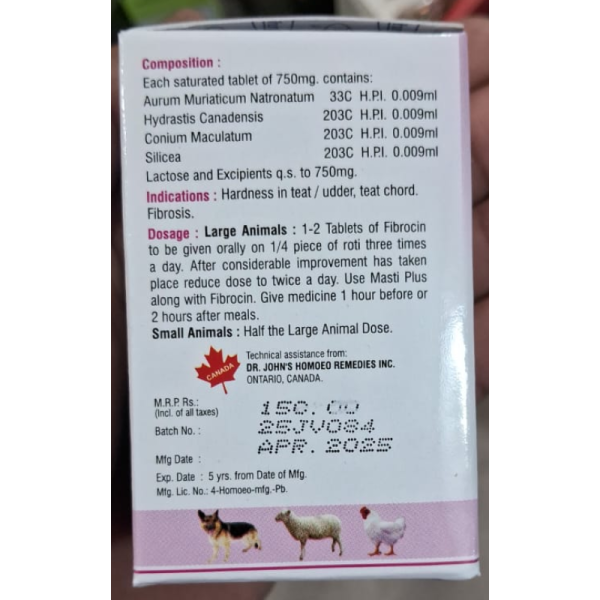 Composition :
Each saturated tablet of 750mg. contains:
Aurum Muriaticum Natronatum 33C H.P.I. 0.009ml
Hydrastis Canadensis 203C H.P.I. 0.009ml
Conium Maculatum 203C H.P.I. 0.009ml
Silicea 203C H.P.I. 0.009ml
Lactose and Excipients q.s. to 750mg.
Indications : Hardness in teat / udder, teat chord.
Fibrosis.
Dosage : Large Animals : 1-2 Tablets of Fibrocin
to be given orally on 1/4 piece of roti three times
a day. After considerable improvement has taken
place reduce dose to twice a day. Use Masti Plus
along with Fibrocin. Give medicine 1 hour before or
2 hours after meals.
Small Animals : Half the Large Animal Dose.
CANADA
Technical assistance from:
DR. JOHN'S HOMOEO REMEDIES INC.
ONTARIO, CANADA.
M.R.P. Rs.: 150.00
(Incl. of all taxes)
Batch No. : 25JV084
APR. 2025
Mfg Date :
Exp. Date : 5 yrs. from Date of Mfg.
Mfg. Lic. No.: 4-Homoeo-mfg.-Pb.